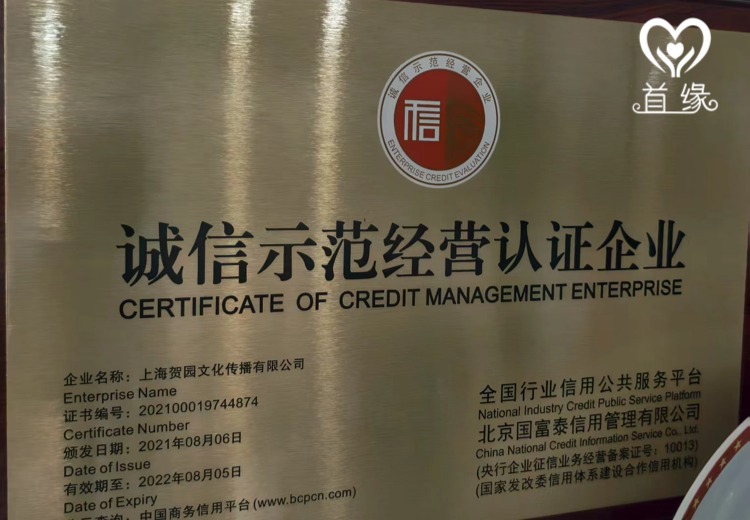 首缘
诚信示范经营企业
信
ENTERPRISE CREDIT EVALUATION
诚信示范经营认证企业
CERTIFICATE OF CREDIT MANAGEMENT ENTERPRISE
企业名称：上海贺园文化传播有限公司
Enterprise Name
证书编号：202100019744874
Certificate Number
颁发日期：2021年08月06日
Date of Issue
有效期至：2022年08月05日
Date of Expiry
中国商务信用平台(www.bcpcn.com)
全国行业信用公共服务平台
National Industry Credit Public Service Platform
北京国富泰信用管理有限公司
China National Credit Information Service Co., Ltd.
(央行企业征信业务经营备案证号：10013)
(国家发改委信用体系建设合作信用机构)